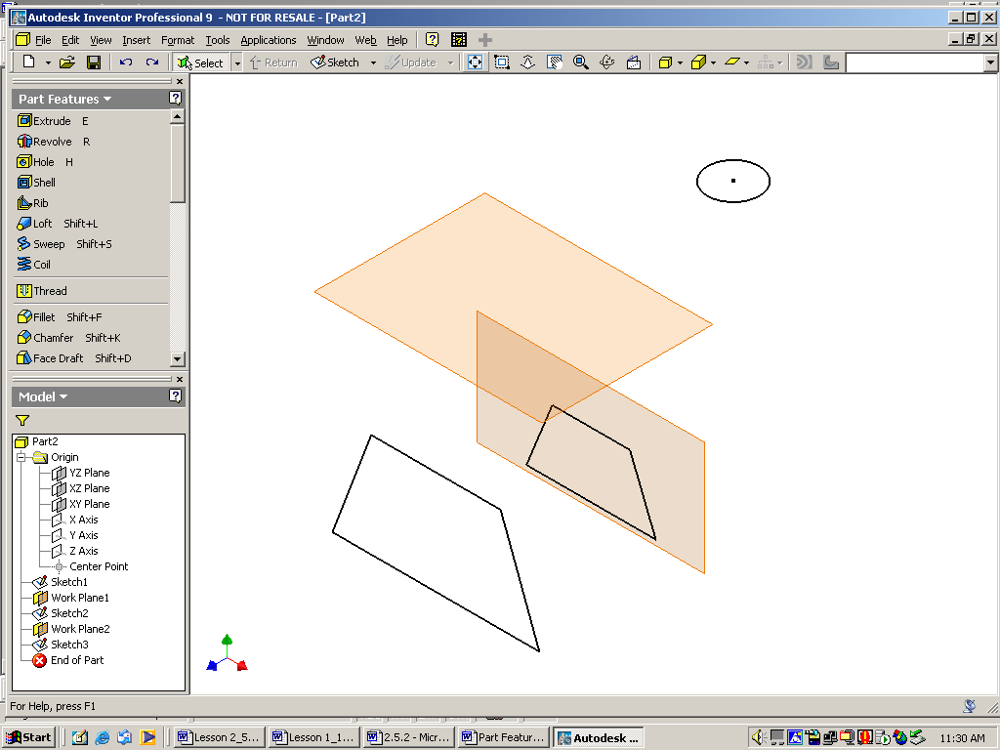 Autodesk Inventor Professional 9 - NOT FOR RESALE - [Part2]
File Edit View Insert Format Tools Applications Window Web Help
Select Return Sketch Update
Part Features
Extrude E
Revolve R
Hole H
Shell
Rib
Loft Shift+L
Sweep Shift+S
Coil
Thread
Fillet Shift+F
Chamfer Shift+K
Face Draft Shift+D
Model
Part2
Origin
YZ Plane
XZ Plane
XY Plane
X Axis
Y Axis
Z Axis
Center Point
Sketch1
Work Plane1
Sketch2
Work Plane2
Sketch3
End of Part
For Help, press F1
Start Lesson 2_5... Lesson 1_1... 2.5.2 - Micr... Part Featur... Autodesk ... 11:30 AM